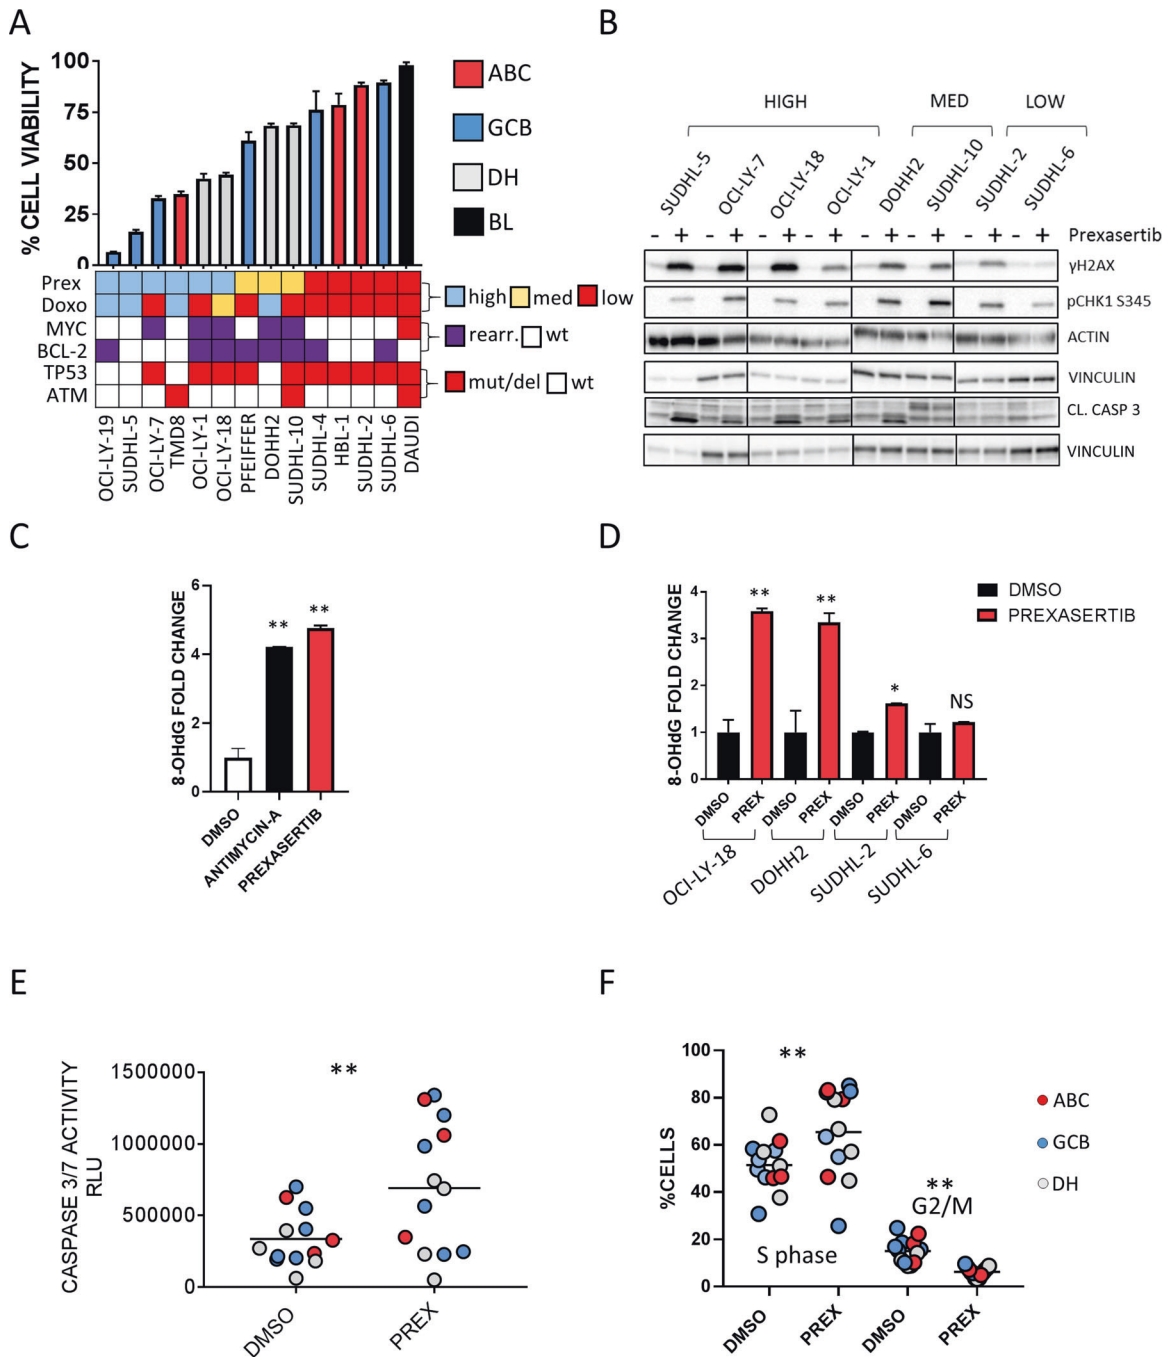 A
% CELL VIABILITY
100
75
50
25
0
ABC
GCB
DH
BL
Prex
Doxo
MYC
BCL-2
TP53
ATM
high med low
rearr. wt
mut/del wt
OCI-LY-19
SUDHL-5
OCI-LY-7
TMD8
OCI-LY-1
OCI-LY-18
PFEIFFER
DOHH2
SUDHL-10
SUDHL-4
HBL-1
SUDHL-2
SUDHL-6
DAUDI
B
HIGH MED LOW
SUDHL-5
OCI-LY-7
OCI-LY-18
OCI-LY-1
DOHH2
SUDHL-10
SUDHL-2
SUDHL-6
- + - + - + - + - + - + - + - + Prexasertib
γH2AX
pCHK1 S345
ACTIN
VINCULIN
CL. CASP 3
VINCULIN
C
8-OHdG FOLD CHANGE
6
4
2
0
**
**
DMSO
ANTIMYCIN-A
PREXASERTIB
D
8-OHdG FOLD CHANGE
4
3
2
1
0
**
**
*
NS
DMSO
PREXASERTIB
DMSO
PREX
DMSO
PREX
DMSO
PREX
DMSO
PREX
OCI-LY-18
DOHH2
SUDHL-2
SUDHL-6
E
CASPASE 3/7 ACTIVITY
RLU
1500000
1000000
500000
0
**
DMSO
PREX
F
%CELLS
100
80
60
40
20
0
**
S phase
**
G2/M
DMSO
PREX
DMSO
PREX
ABC
GCB
DH